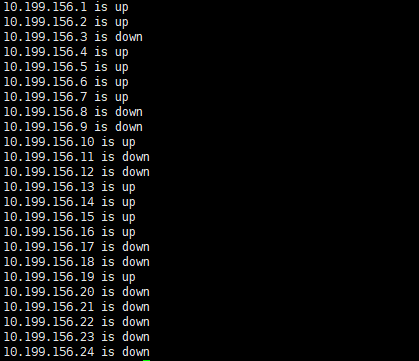 10.199.156.1 is up
10.199.156.2 is up
10.199.156.3 is down
10.199.156.4 is up
10.199.156.5 is up
10.199.156.6 is up
10.199.156.7 is up
10.199.156.8 is down
10.199.156.9 is down
10.199.156.10 is up
10.199.156.11 is down
10.199.156.12 is down
10.199.156.13 is up
10.199.156.14 is up
10.199.156.15 is up
10.199.156.16 is up
10.199.156.17 is down
10.199.156.18 is down
10.199.156.19 is up
10.199.156.20 is down
10.199.156.21 is down
10.199.156.22 is down
10.199.156.23 is down
10.199.156.24 is down